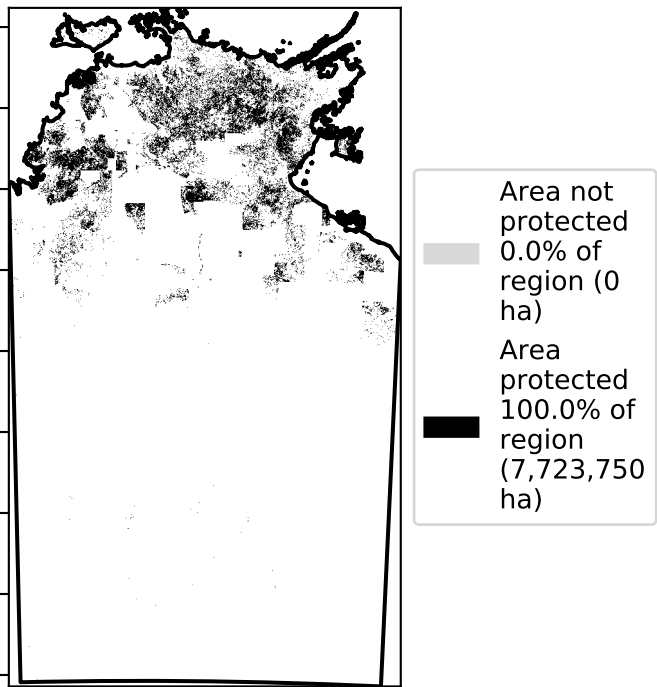 Area not
protected
0.0% of
region (0
ha)
Area
protected
100.0% of
region
(7,723,750
ha)